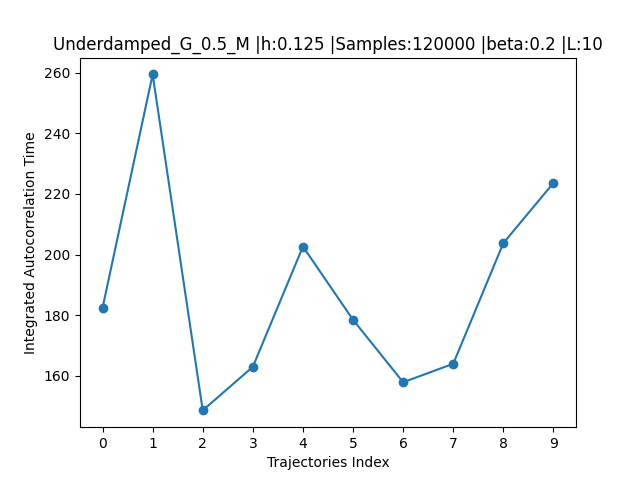 Underdamped_G_0.5_M |h:0.125 |Samples:120000 |beta:0.2 |L:10
260
240
220
200
180
160
Integrated Autocorrelation Time
0 1 2 3 4 5 6 7 8 9
Trajectories Index